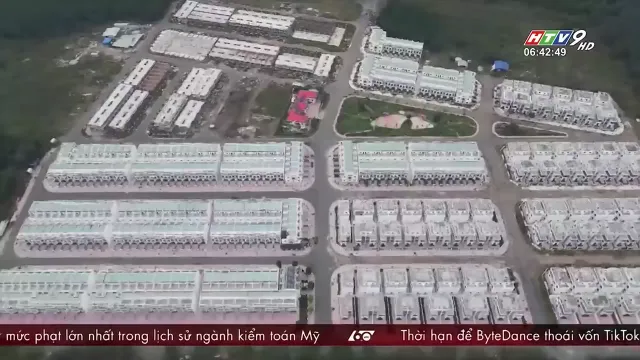 HTV9 HD
06:42:49
mức phạt lớn nhất trong lịch sử ngành kiểm toán Mỹ
Thời hạn để ByteDance thoái vốn TikTok